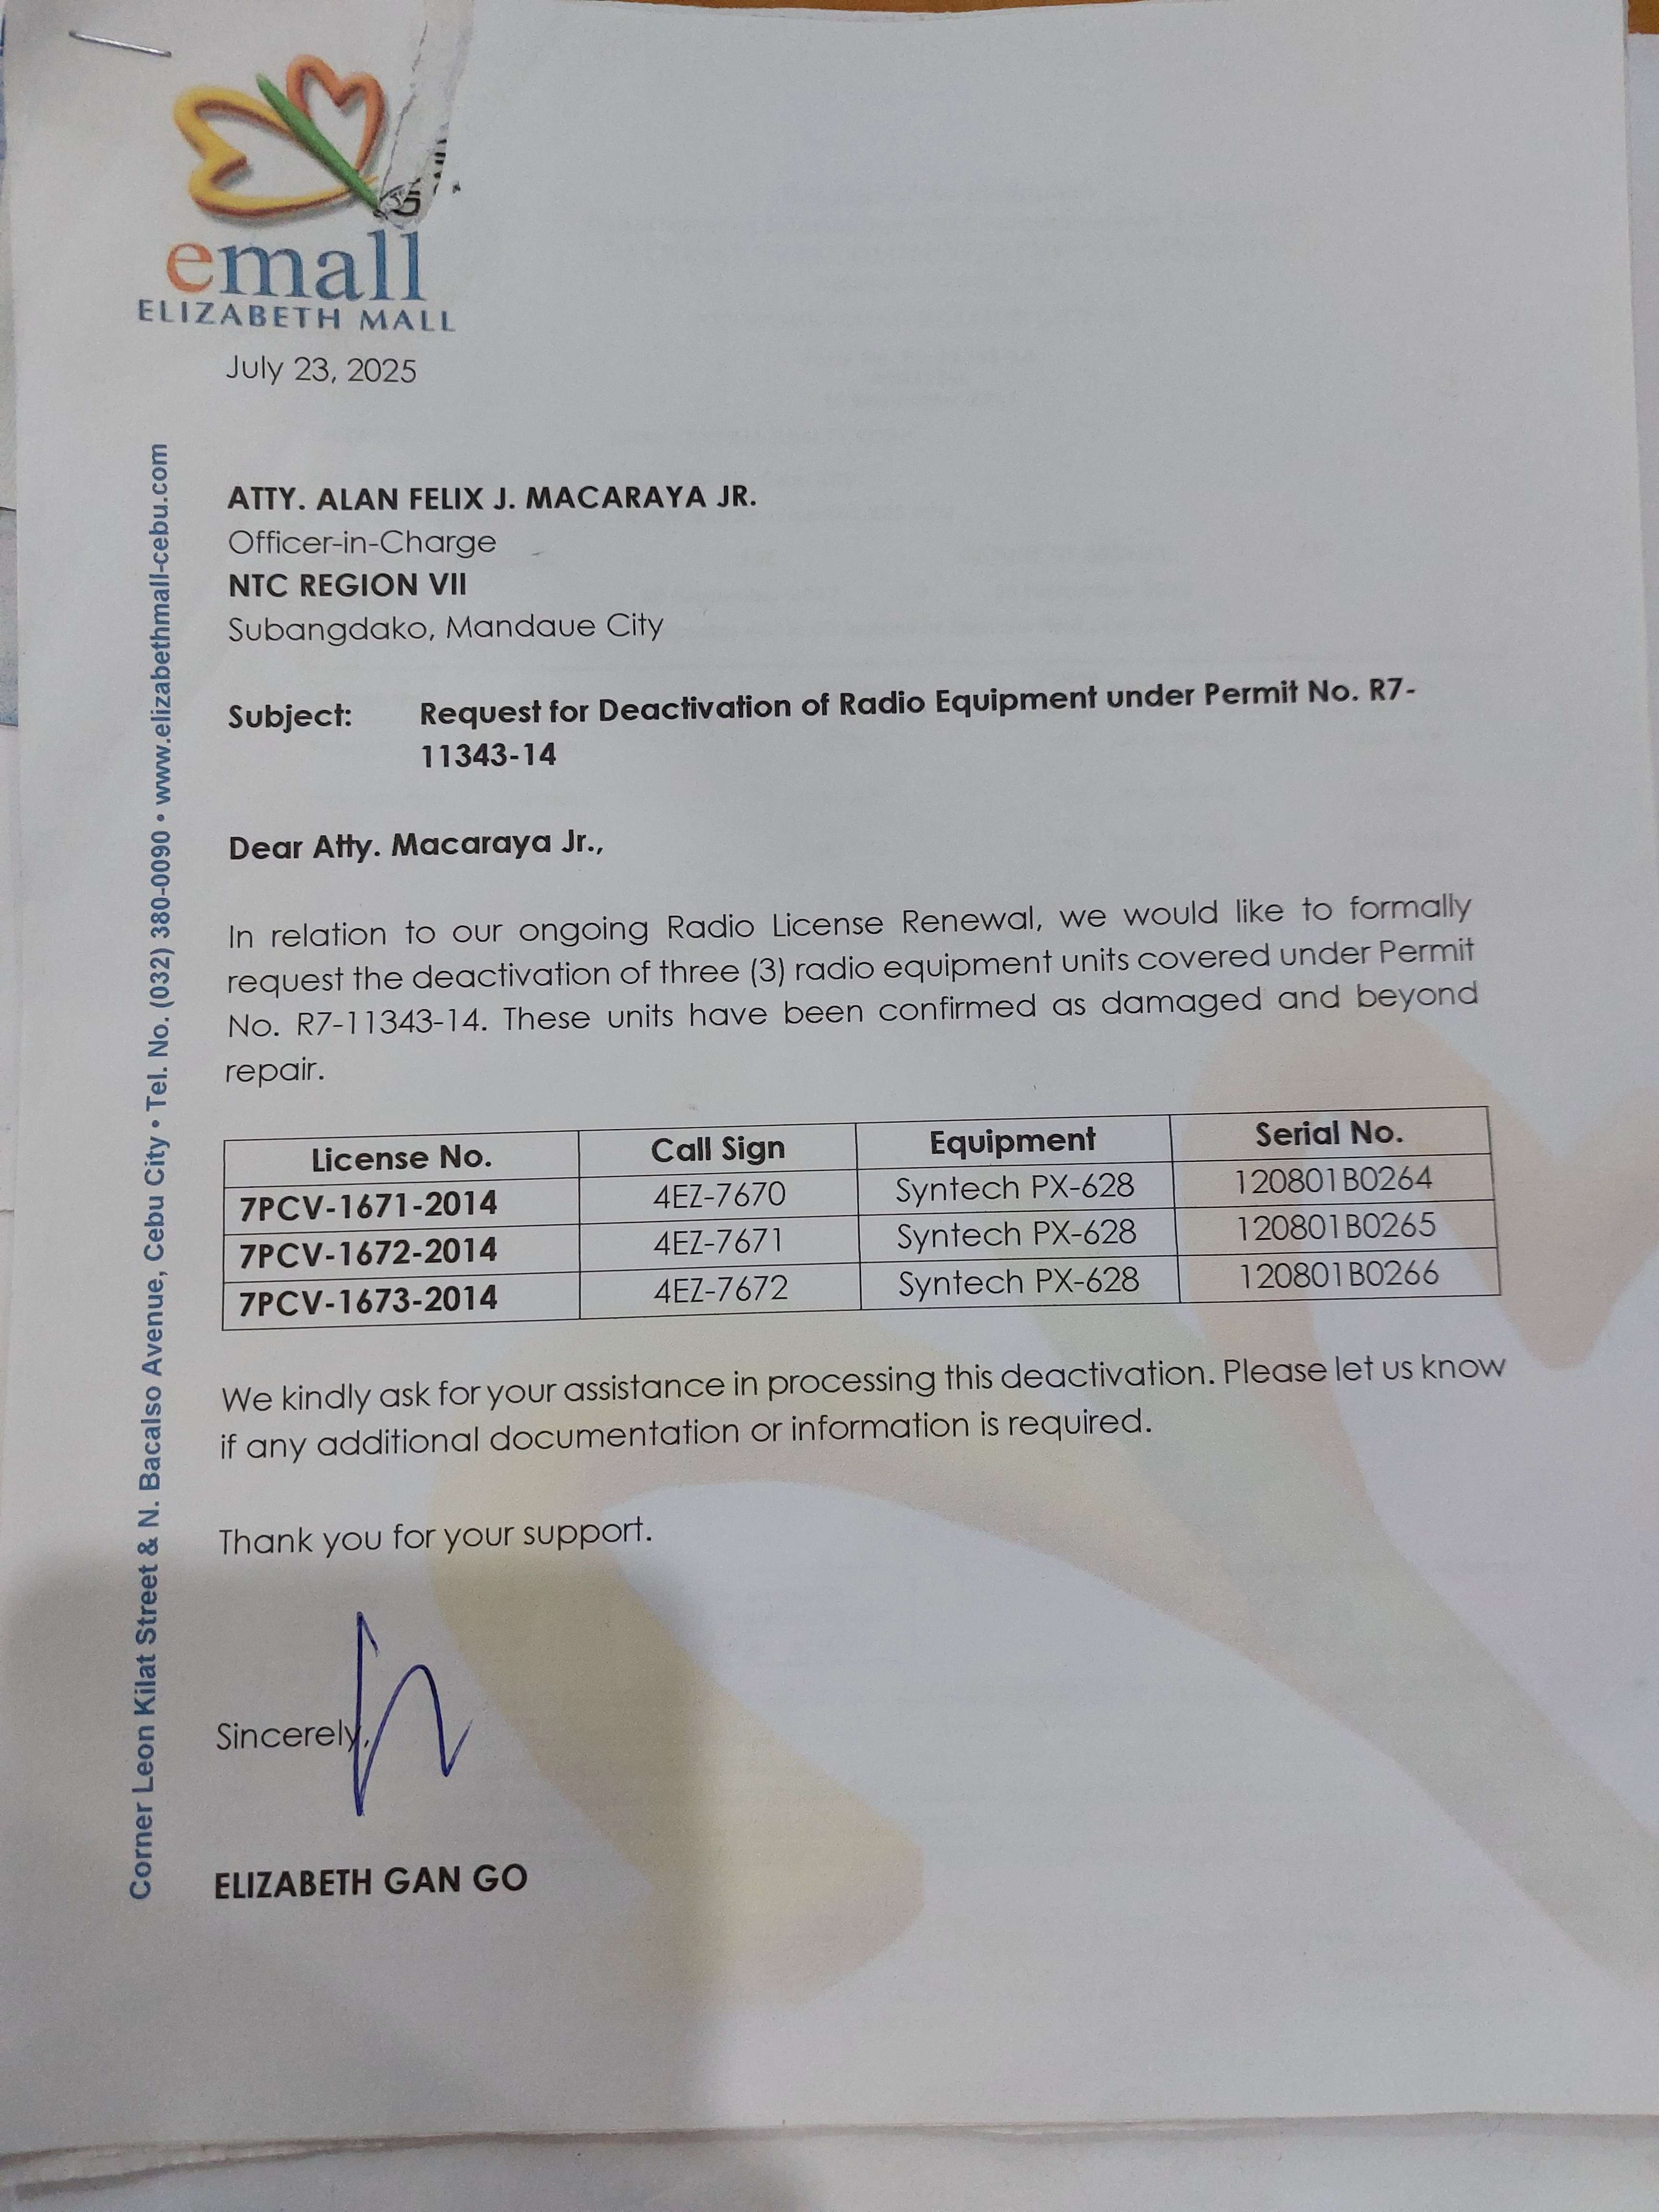 emall
ELIZABETH MALL
July 23, 2025
Corner Leon Kilat Street & N. Bacalso Avenue, Cebu City • Tel. No. (032) 380-0090 • www.elizabethmall-cebu.com
ATTY. ALAN FELIX J. MACARAYA JR.
Officer-in-Charge
NTC REGION VII
Subangdako, Mandaue City
Subject: Request for Deactivation of Radio Equipment under Permit No. R7-
11343-14
Dear Atty. Macaraya Jr.,
In relation to our ongoing Radio License Renewal, we would like to formally
request the deactivation of three (3) radio equipment units covered under Permit
No. R7-11343-14. These units have been confirmed as damaged and beyond
repair.
License No. Call Sign Equipment Serial No.
7PCV-1671-2014 4EZ-7670 Syntech PX-628 120801B0264
7PCV-1672-2014 4EZ-7671 Syntech PX-628 120801B0265
7PCV-1673-2014 4EZ-7672 Syntech PX-628 120801B0266
We kindly ask for your assistance in processing this deactivation. Please let us know
if any additional documentation or information is required.
Thank you for your support.
Sincerely,
ELIZABETH GAN GO